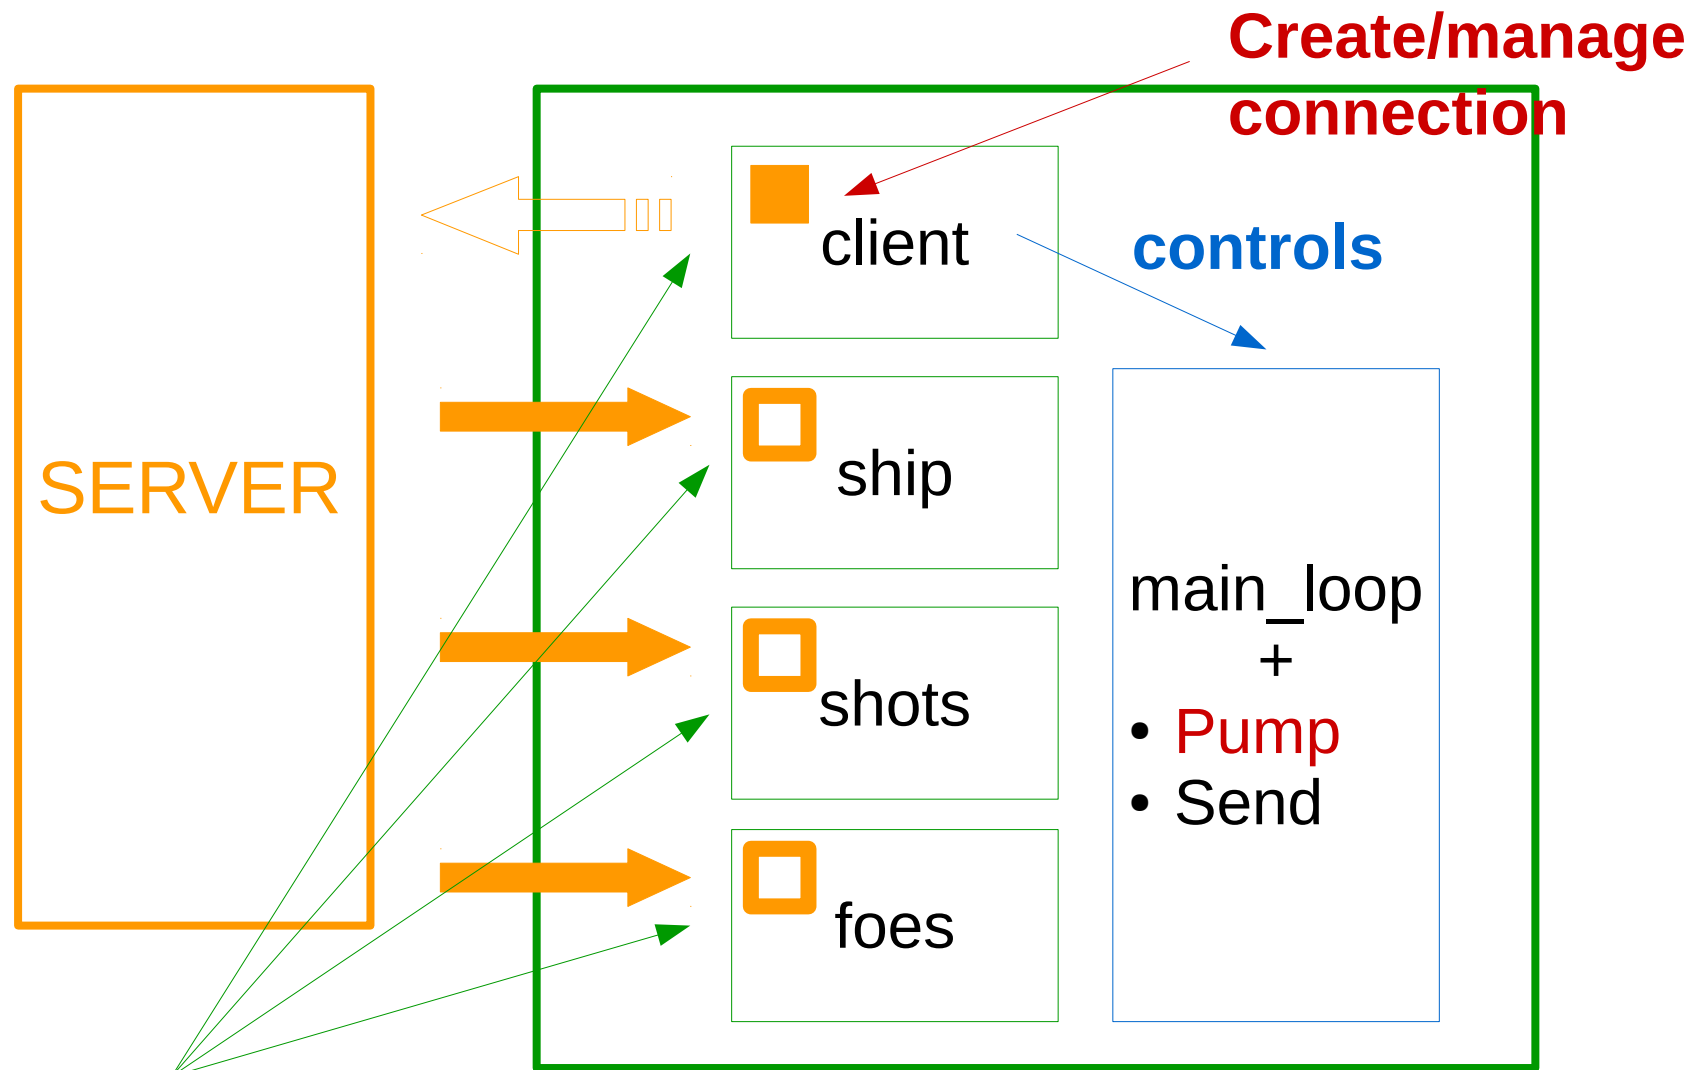 Create/manage
connection
client
controls
ship
SERVER
main_loop
+
• Pump
• Send
shots
foes